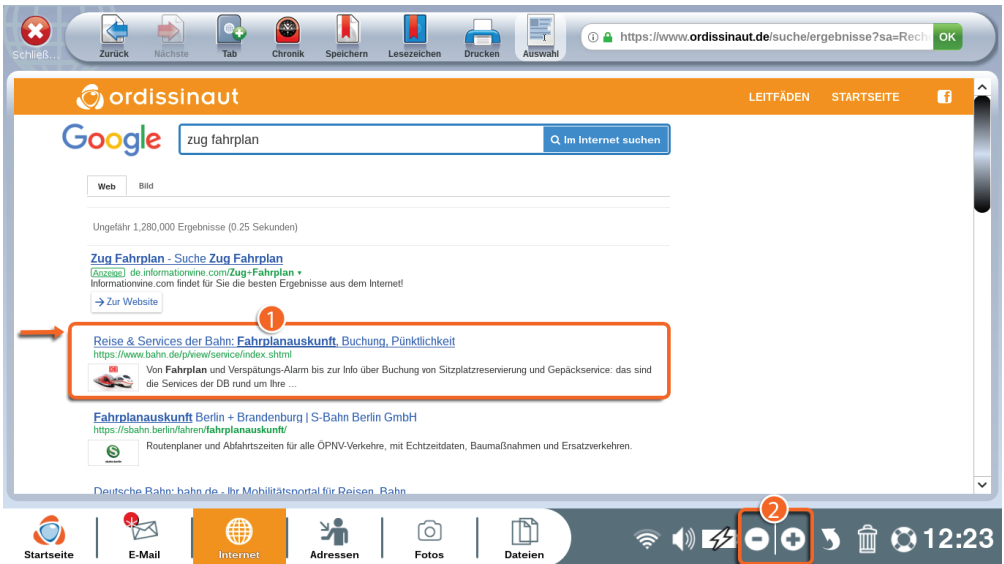 Schließ...
Zurück
Nächste
Tab
Chronik
Speichern
Lesezeichen
Drucken
Auswahl
https://www.ordissinaut.de/suche/ergebnisse?sa=Rech
OK
ordissinaut
LEITFÄDEN
STARTSEITE
f
Google
zug fahrplan
Im Internet suchen
Web
Bild
Ungefähr 1,280,000 Ergebnisse (0.25 Sekunden)
Zug Fahrplan - Suche Zug Fahrplan
Anzeige de.informationvine.com/Zug+Fahrplan
Informationvine.com findet für Sie die besten Ergebnisse aus dem Internet!
Zur Website
1
Reise & Services der Bahn: Fahrplanauskunft, Buchung, Pünktlichkeit
https://www.bahn.de/p/view/service/index.shtml
Von Fahrplan und Verspätungs-Alarm bis zur Info über Buchung von Sitzplatzreservierung und Gepäckservice: das sind
die Services der DB rund um Ihre ...
Fahrplanauskunft Berlin + Brandenburg | S-Bahn Berlin GmbH
https://sbahn.berlin/fahren/fahrplanauskunft/
Routenplaner und Abfahrtszeiten für alle ÖPNV-Verkehre, mit Echtzeitdaten, Baumaßnahmen und Ersatzverkehren.
Deutsche Bahn: bahn.de - Ihr Mobilitätsportal für Reisen, Bahn
2
Startseite
E-Mail
Internet
Adressen
Fotos
Dateien
12:23